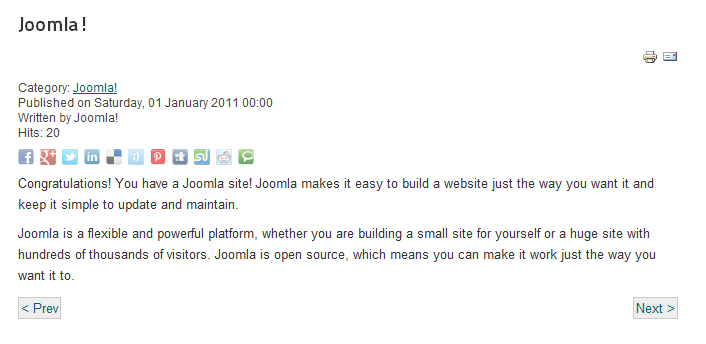 Joomla!
Category: Joomla!
Published on Saturday, 01 January 2011 00:00
Written by Joomla!
Hits: 20
Congratulations! You have a Joomla site! Joomla makes it easy to build a website just the way you want it and
keep it simple to update and maintain.
Joomla is a flexible and powerful platform, whether you are building a small site for yourself or a huge site with
hundreds of thousands of visitors. Joomla is open source, which means you can make it work just the way you
want it to.
< Prev
Next >